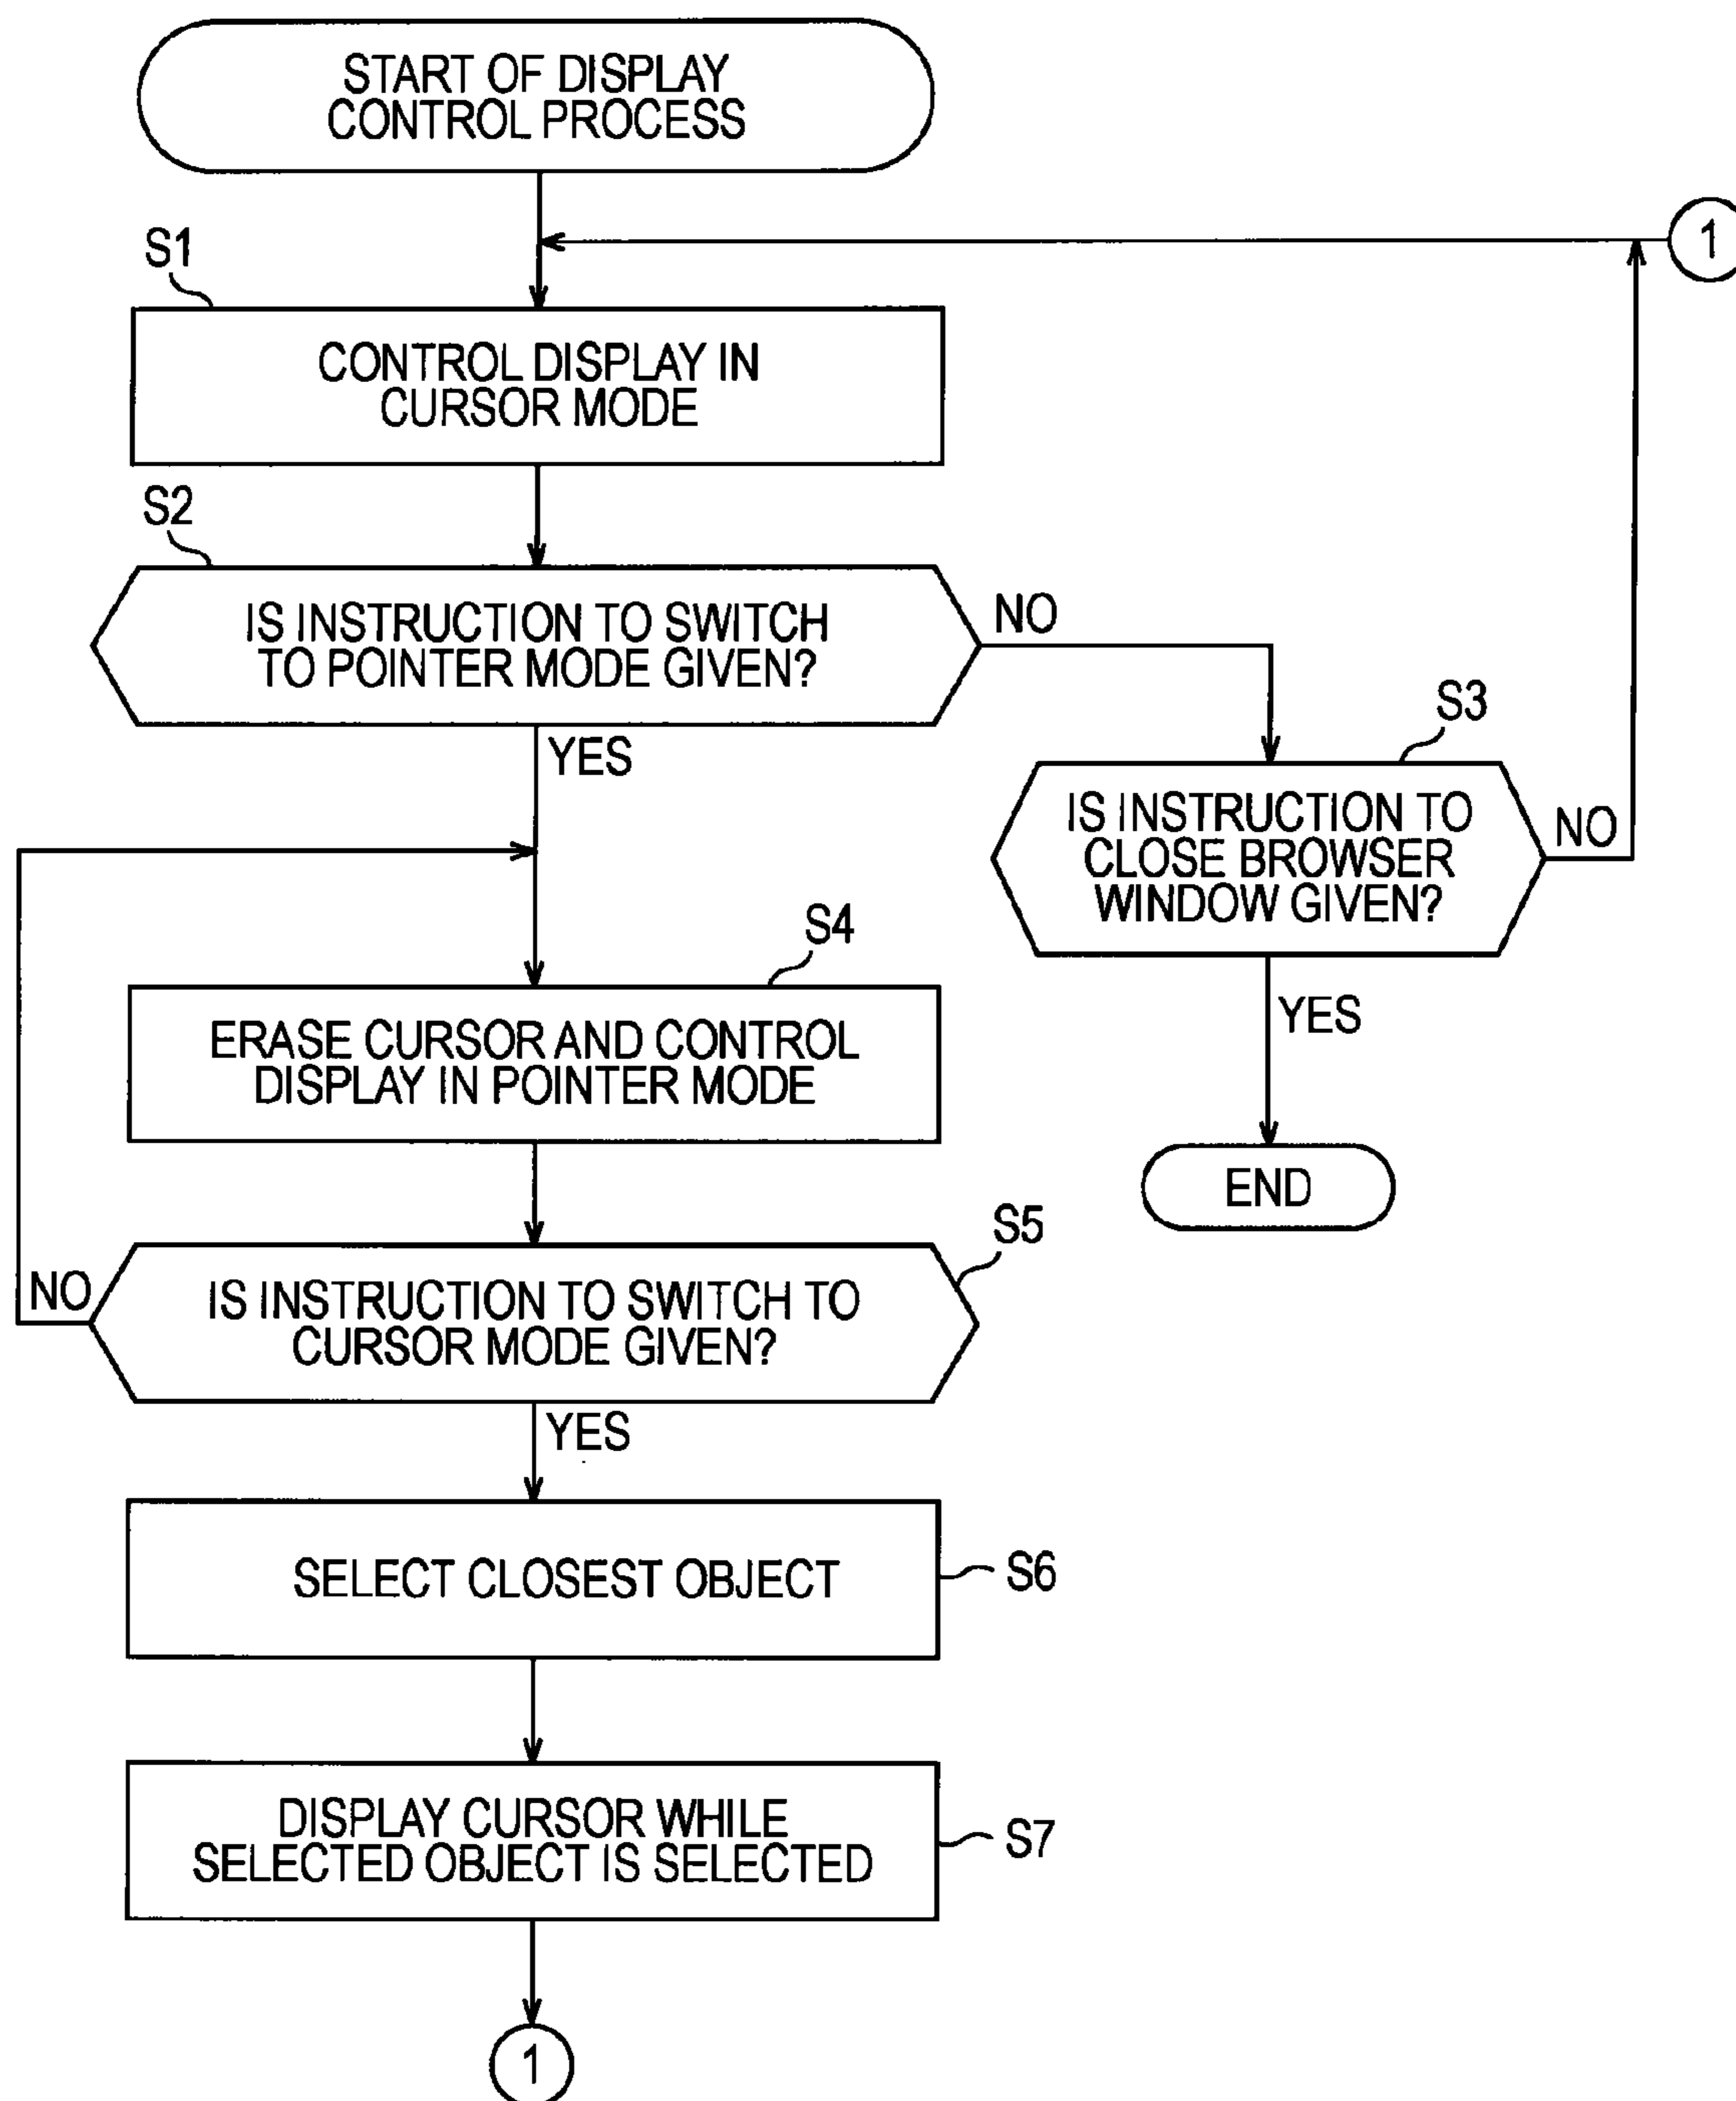 START OF DISPLAY
CONTROL PROCESS
1
S1
CONTROL DISPLAY IN
CURSOR MODE
S2
IS INSTRUCTION TO SWITCH
TO POINTER MODE GIVEN?
NO
YES
S3
IS INSTRUCTION TO
CLOSE BROWSER
WINDOW GIVEN?
NO
YES
END
S4
ERASE CURSOR AND CONTROL
DISPLAY IN POINTER MODE
S5
IS INSTRUCTION TO SWITCH TO
CURSOR MODE GIVEN?
NO
YES
SELECT CLOSEST OBJECT
S6
DISPLAY CURSOR WHILE
SELECTED OBJECT IS SELECTED
S7
1